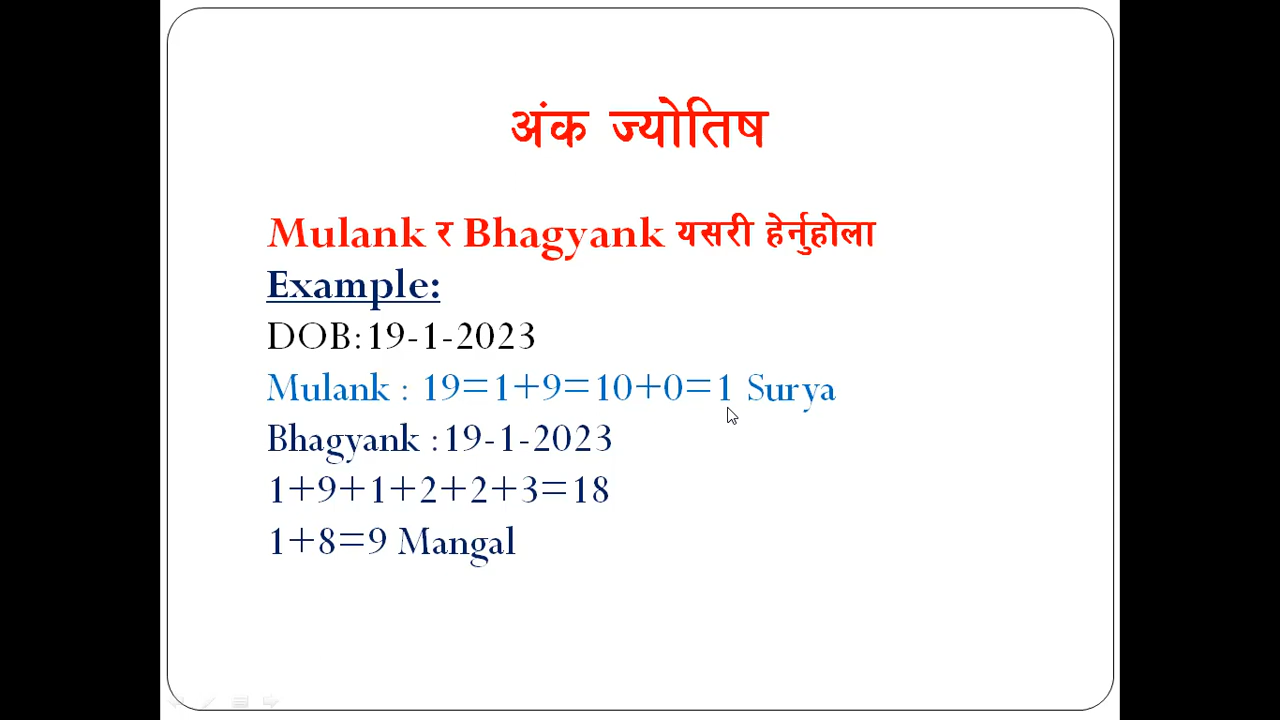 अंक ज्योतिष
Mulank र Bhagyank यसरी हेर्नुहोला
Example:
DOB:19-1-2023
Mulank : 19=1+9=10+0=1 Surya
Bhagyank :19-1-2023
1+9+1+2+2+3=18
1+8=9 Mangal